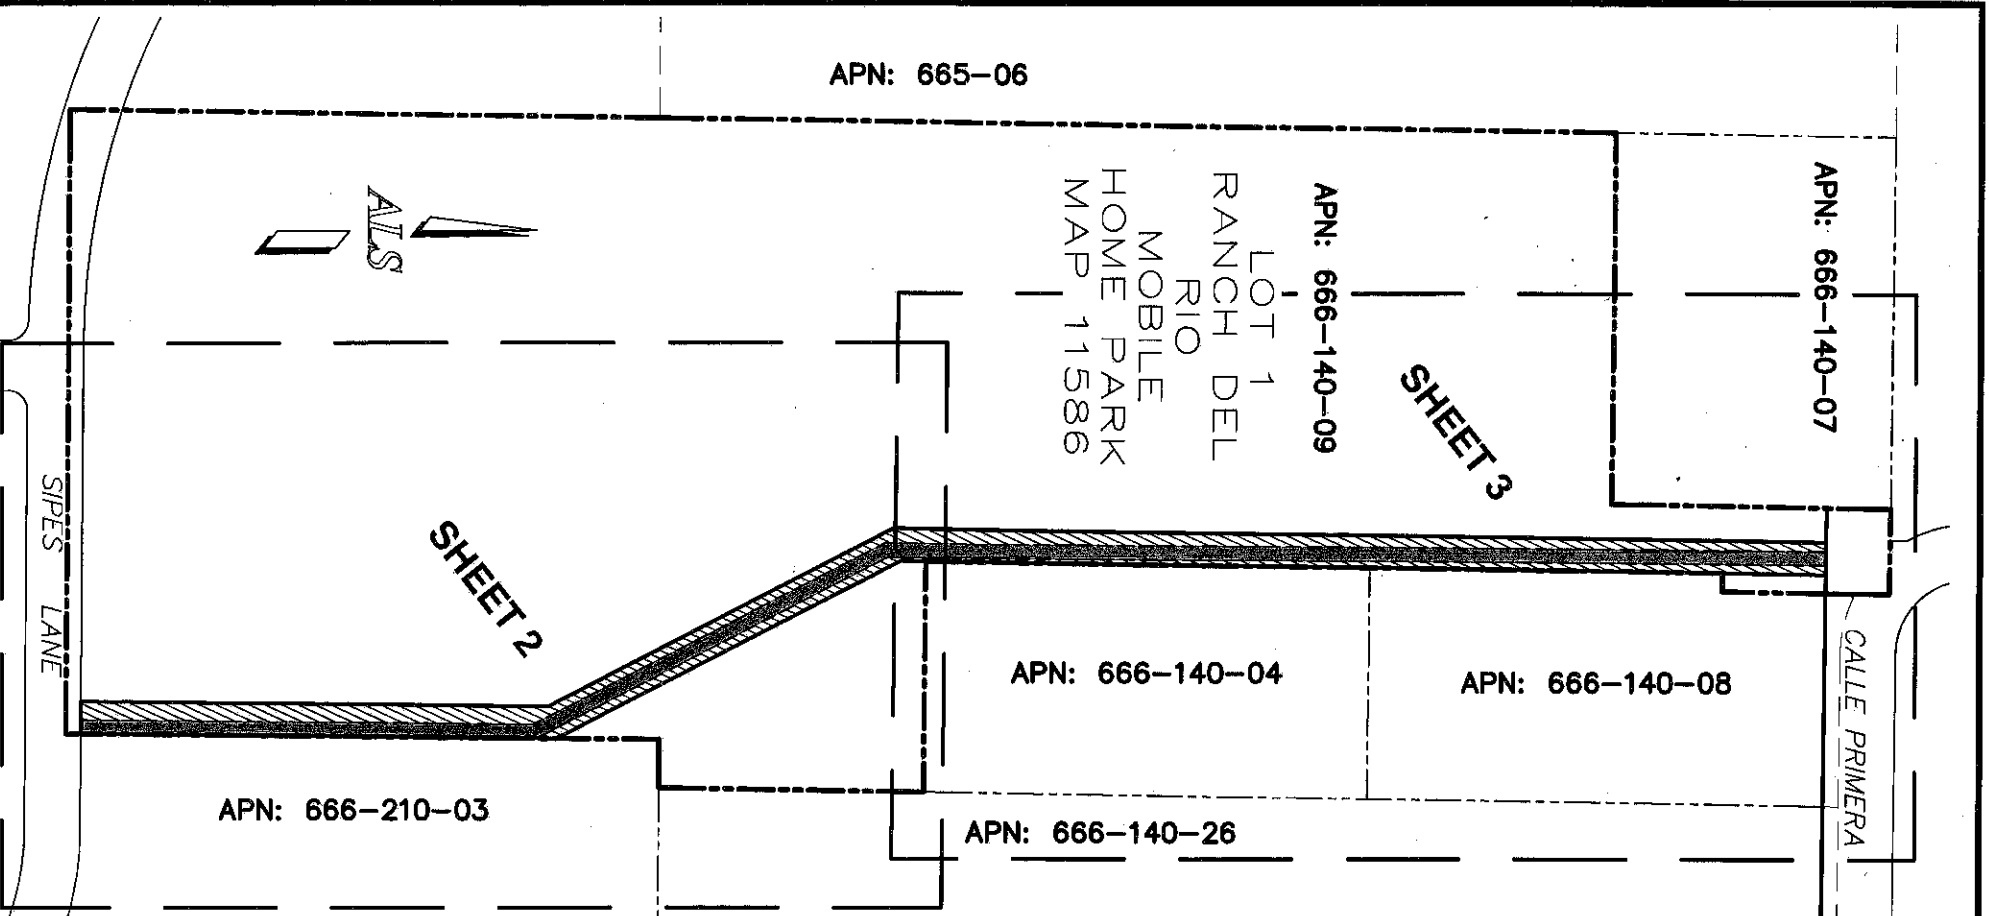 APN: 665-06
ALS
LOT 1
RANCH DEL
RIO
MOBILE
HOME PARK
MAP 11586
APN: 666-140-09
APN: 666-140-07
SHEET 3
SHEET 2
SIPES LANE
CALLE PRIMERA
APN: 666-140-04
APN: 666-140-08
APN: 666-210-03
APN: 666-140-26